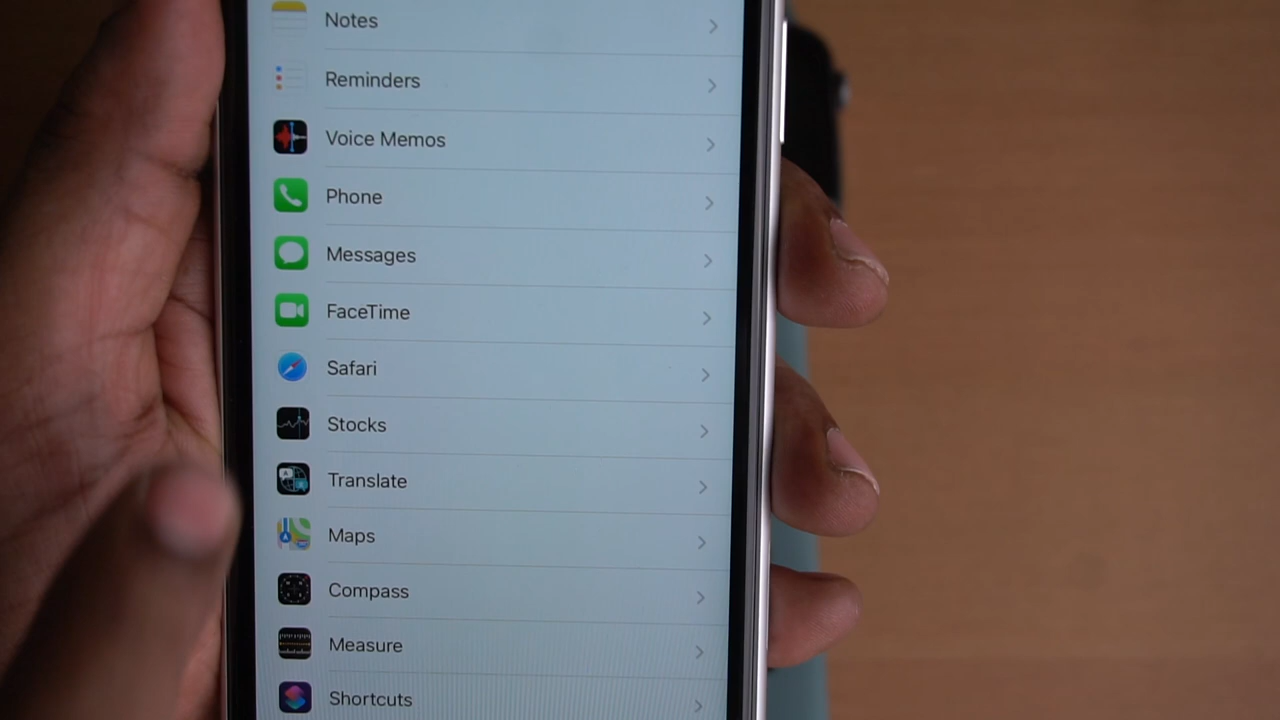 Notes
Reminders
Voice Memos
Phone
Messages
FaceTime
Safari
Stocks
Translate
Maps
Compass
Measure
Shortcuts